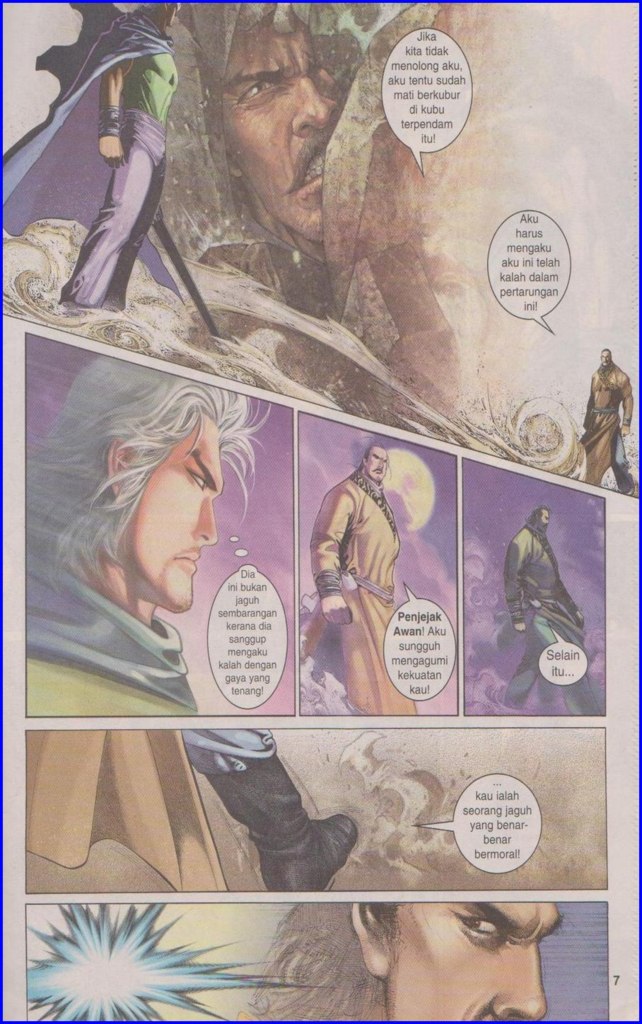 Jika
kita tidak
menolong aku,
aku tentu sudah
mati berkubur
di kubu
terpendam
itu!
Aku
harus
mengaku
aku ini telah
kalah dalam
pertarungan
ini!
Dia
ini bukan
jaguh
sembarangan
kerana dia
sanggup
mengaku
kalah dengan
gaya yang
tenang!
Penjejak
Awan! Aku
sungguh
mengagumi
kekuatan
kau!
Selain
itu...
...
kau ialah
seorang jaguh
yang benar-
benar
bermoral!
7